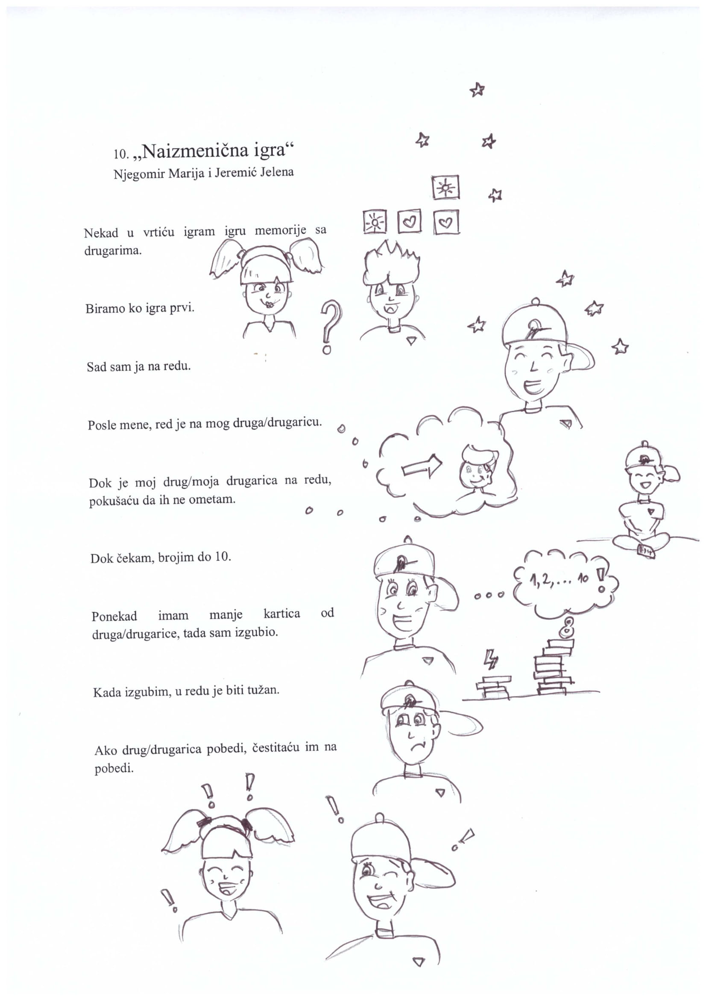 10. „Naizmenična igra“
Njegomir Marija i Jeremić Jelena
Nekad u vrtiću igram igru memorije sa
drugarima.
Biramo ko igra prvi.
?
Sad sam ja na redu.
Posle mene, red je na mog druga/drugaricu.
Dok je moj drug/moja drugarica na redu,
pokušaću da ih ne ometam.
Dok čekam, brojim do 10.
1, 2, ... 10 !
Ponekad imam manje kartica od
druga/drugarice, tada sam izgubio.
8
4
Kada izgubim, u redu je biti tužan.
Ako drug/drugarica pobedi, čestitaću im na
pobedi.
! !
! !
!